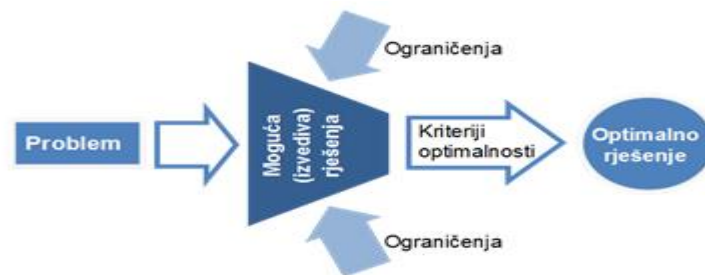 Ograničenja
Problem
Moguća
(izvediva)
rješenja
Kriteriji
optimalnosti
Optimalno
rješenje
Ograničenja